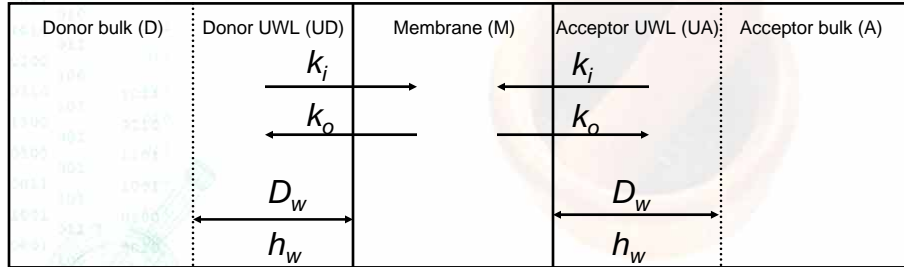 Donor bulk (D) Donor UWL (UD) Membrane (M) Acceptor UWL (UA) Acceptor bulk (A)
k_i k_i
k_o k_o
D_w D_w
h_w h_w